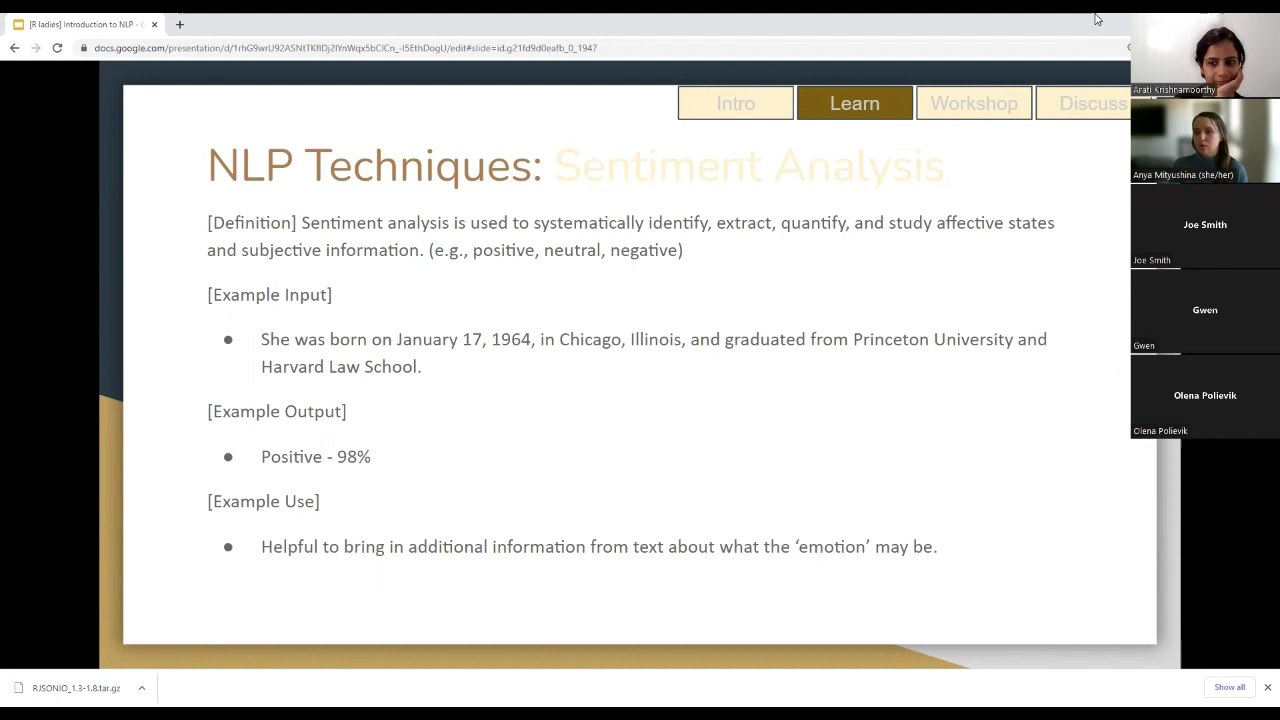 [R ladies] Introduction to NLP - G
docs.google.com/presentation/d/1rhG9wrU92ASNtTKfIDj2lYnWqx5bClCn_-I5EthDogU/edit#slide=id.g21fd9d0eafb_0_1947
Intro
Learn
Workshop
Discuss
NLP Techniques: Sentiment Analysis
[Definition] Sentiment analysis is used to systematically identify, extract, quantify, and study affective states
and subjective information. (e.g., positive, neutral, negative)
[Example Input]
● She was born on January 17, 1964, in Chicago, Illinois, and graduated from Princeton University and
Harvard Law School.
[Example Output]
● Positive - 98%
[Example Use]
● Helpful to bring in additional information from text about what the ‘emotion’ may be.
Arati Krishnamoorthy
Anya Mityushina (she/her)
Joe Smith
Joe Smith
Gwen
Gwen
Olena Polievik
Olena Polievik
RJSONIO_1.3-1.8.tar.gz
Show all